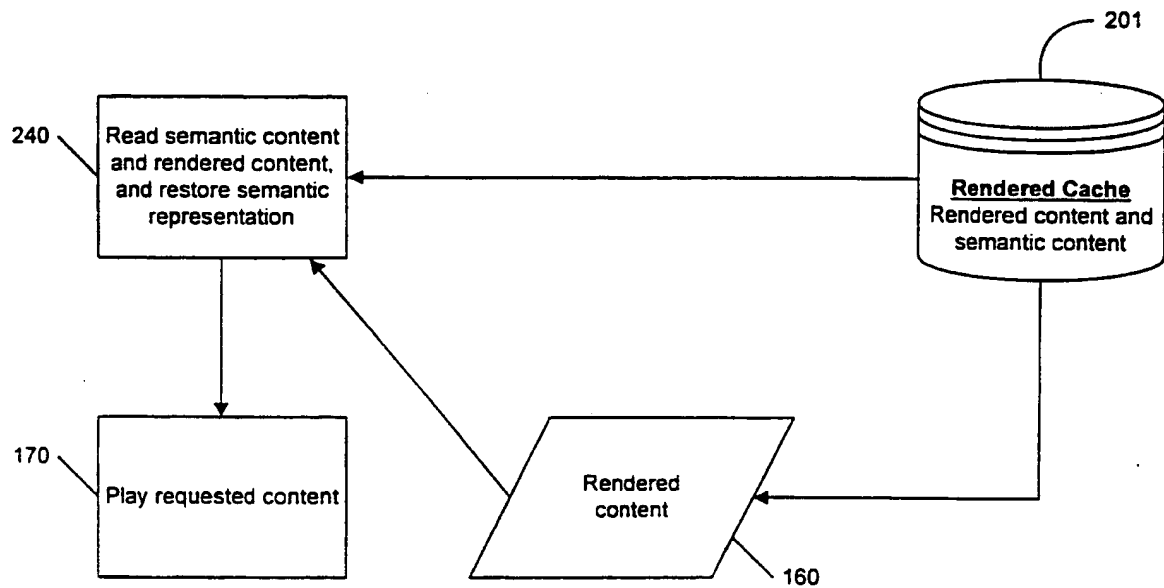 201
240
Read semantic content
and rendered content,
and restore semantic
representation
Rendered Cache
Rendered content and
semantic content
170
Play requested content
Rendered
content
160